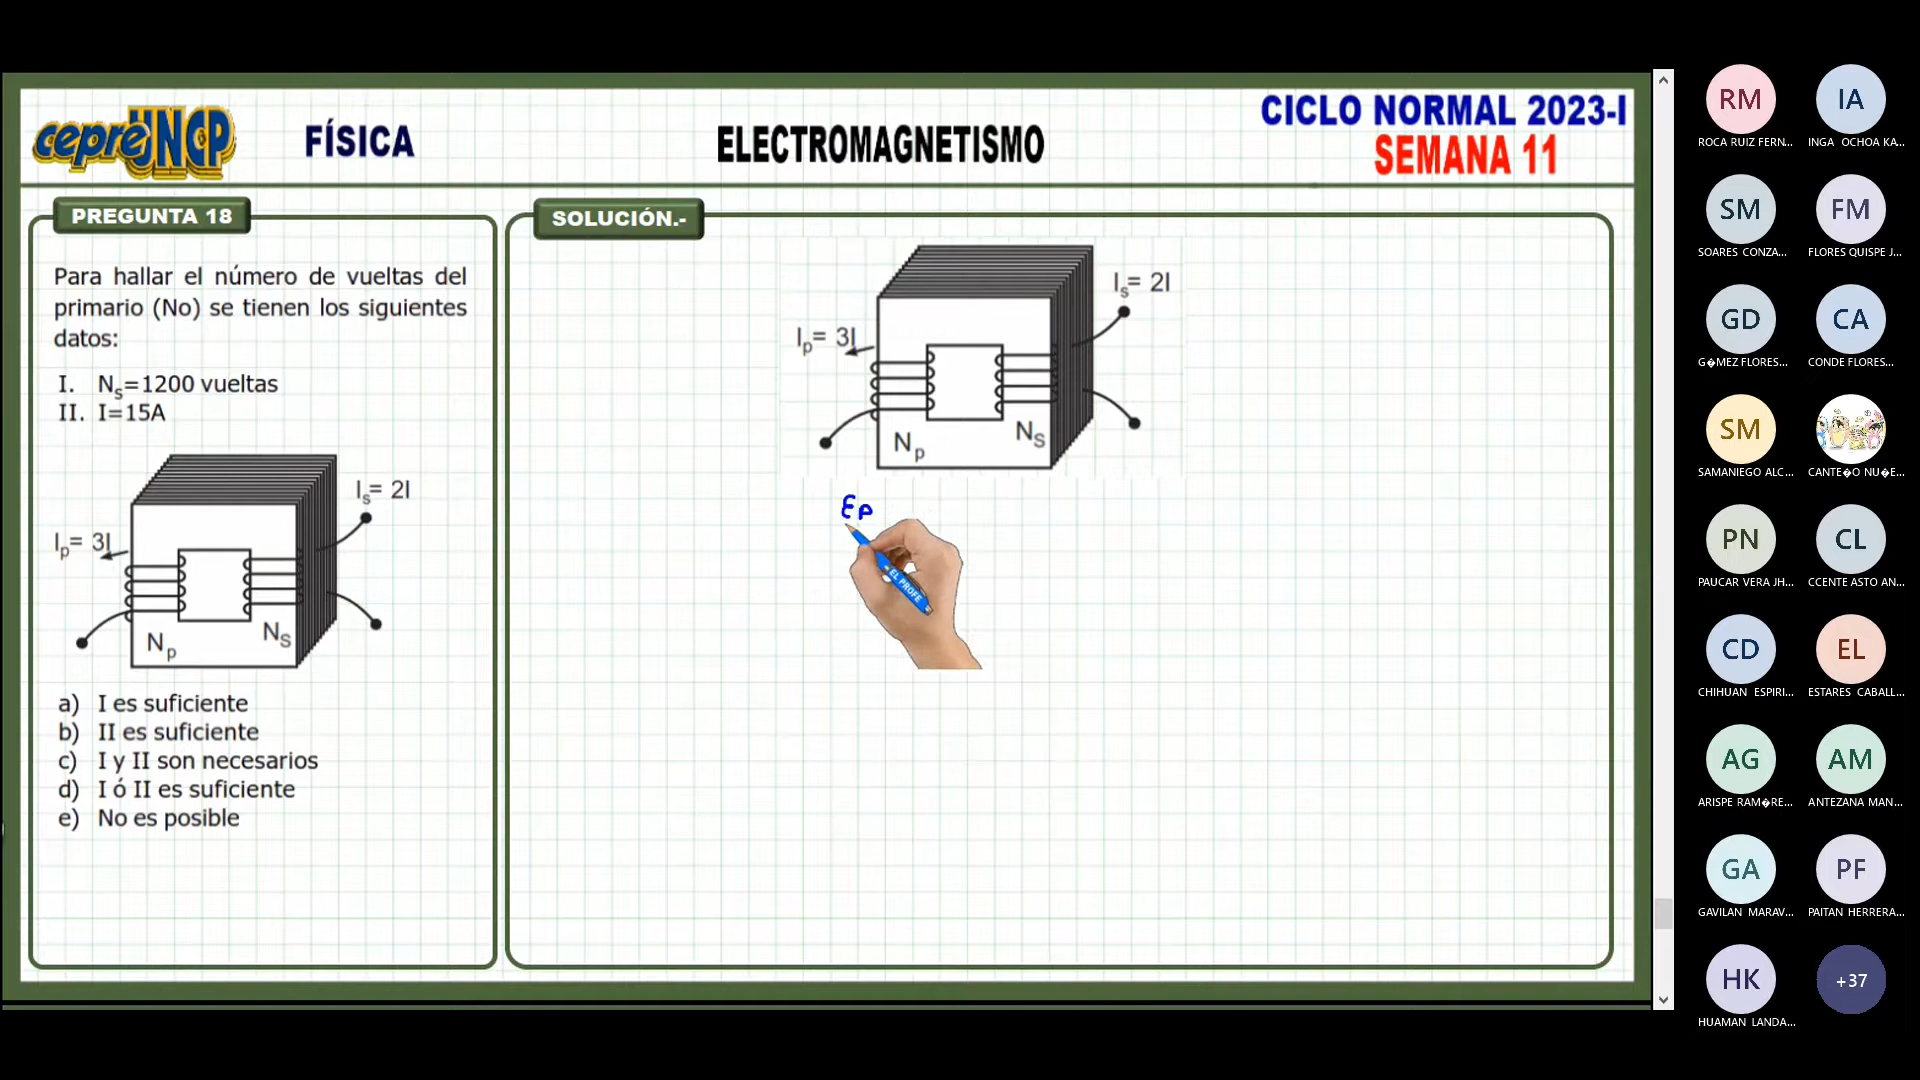 cepreUNCP
FÍSICA
ELECTROMAGNETISMO
CICLO NORMAL 2023-I
SEMANA 11
PREGUNTA 18
Para hallar el número de vueltas del
primario (No) se tienen los siguientes
datos:
I. Ns=1200 vueltas
II. I=15A
Is= 2I
Ip= 3I
Np
NS
a) I es suficiente
b) II es suficiente
c) I y II son necesarios
d) I ó II es suficiente
e) No es posible
SOLUCIÓN.-
Is= 2I
Ip= 3I
Np
NS
εp
EL PROFE
RM
ROCA RUIZ FERN...
IA
INGA OCHOA KA...
SM
SOARES CONZA...
FM
FLORES QUISPE J...
GD
G�MEZ FLORES...
CA
CONDE FLORES...
SM
SAMANIEGO ALC...
CANTE�O NU�E...
PN
PAUCAR VERA JH...
CL
CCENTE ASTO AN...
CD
CHIHUAN ESPIRI...
EL
ESTARES CABALL...
AG
ARISPE RAM�RE...
AM
ANTEZANA MAN...
GA
GAVILAN MARAV...
PF
PAITAN HERRERA...
HK
HUAMAN LANDA...
+37